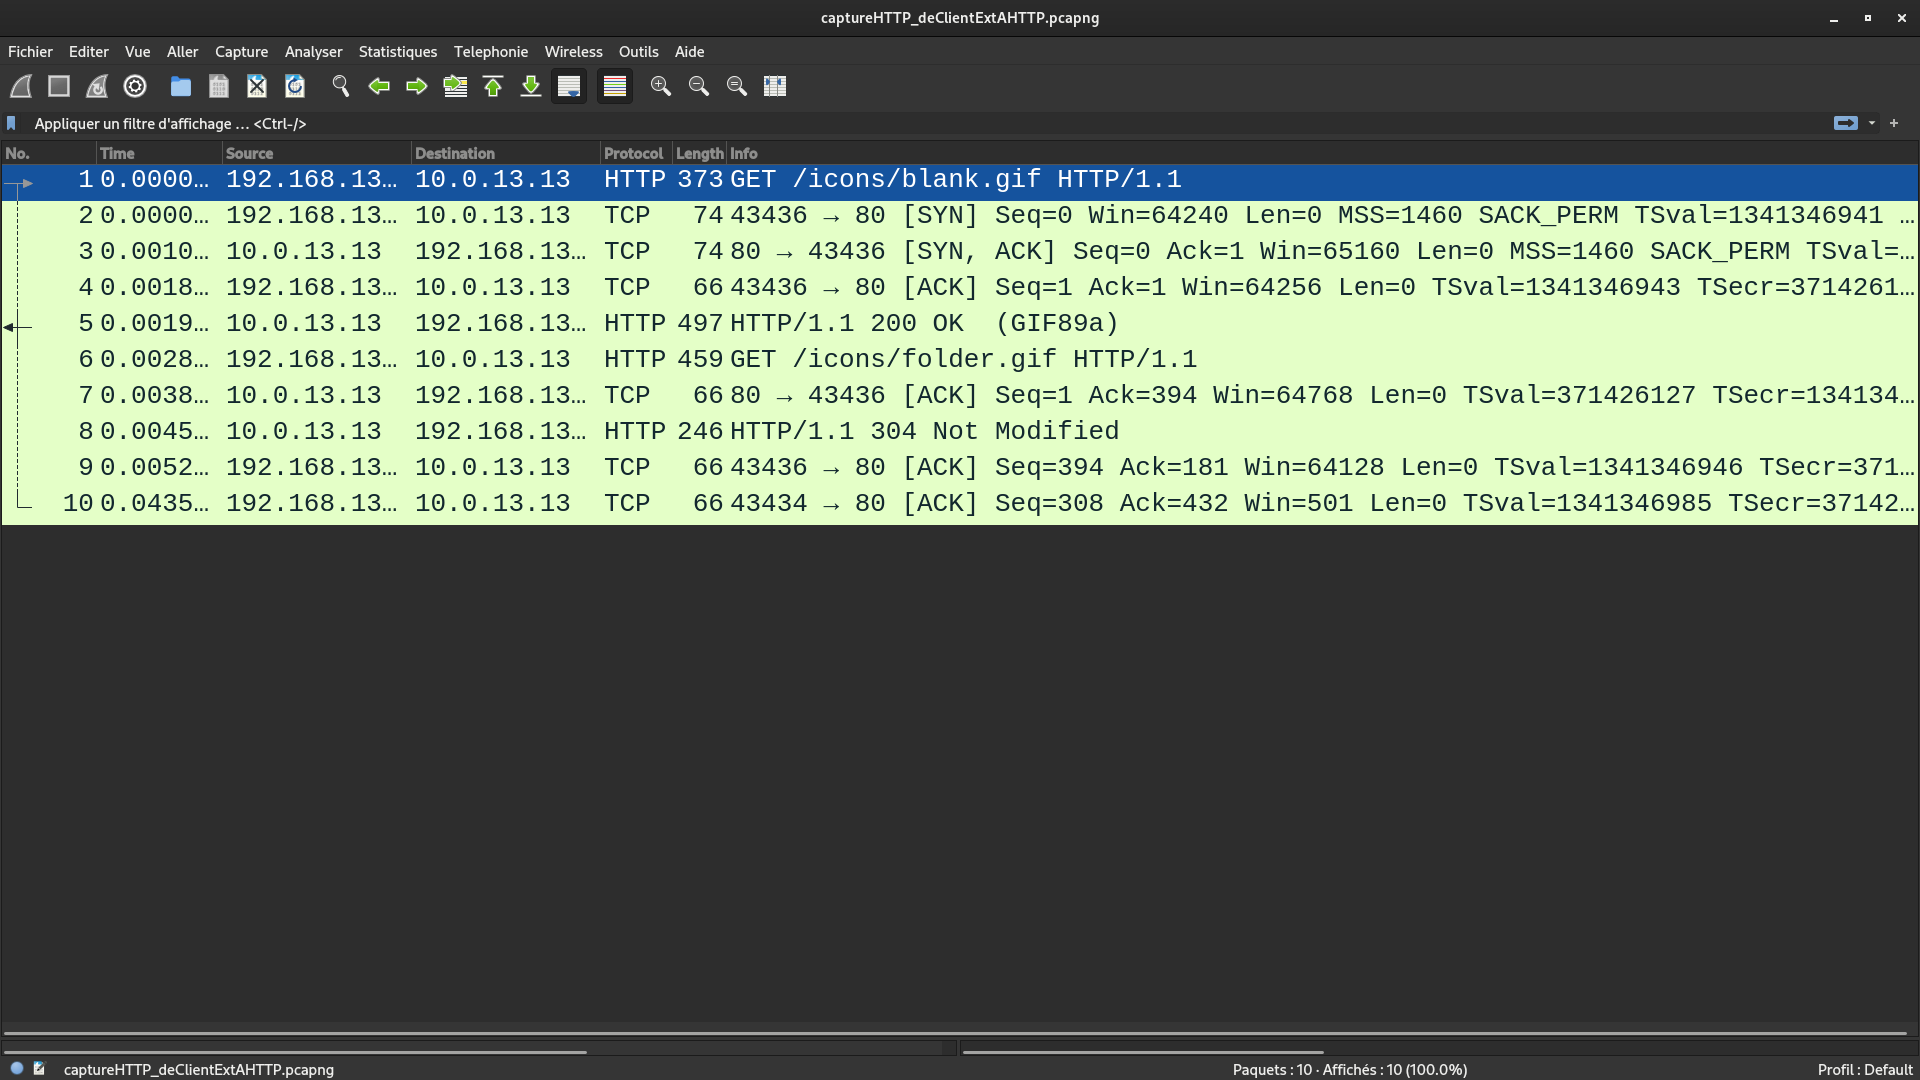 captureHTTP_deClientExtAHTTP.pcapng
Fichier Editer Vue Aller Capture Analyser Statistiques Telephonie Wireless Outils Aide
Appliquer un filtre d'affichage … <Ctrl-/>
No. Time Source Destination Protocol Length Info
1 0.0000… 192.168.13… 10.0.13.13 HTTP 373 GET /icons/blank.gif HTTP/1.1
2 0.0000… 192.168.13… 10.0.13.13 TCP 74 43436 → 80 [SYN] Seq=0 Win=64240 Len=0 MSS=1460 SACK_PERM TSval=1341346941 …
3 0.0010… 10.0.13.13 192.168.13… TCP 74 80 → 43436 [SYN, ACK] Seq=0 Ack=1 Win=65160 Len=0 MSS=1460 SACK_PERM TSval=…
4 0.0018… 192.168.13… 10.0.13.13 TCP 66 43436 → 80 [ACK] Seq=1 Ack=1 Win=64256 Len=0 TSval=1341346943 TSecr=3714261…
5 0.0019… 10.0.13.13 192.168.13… HTTP 497 HTTP/1.1 200 OK (GIF89a)
6 0.0028… 192.168.13… 10.0.13.13 HTTP 459 GET /icons/folder.gif HTTP/1.1
7 0.0038… 10.0.13.13 192.168.13… TCP 66 80 → 43436 [ACK] Seq=1 Ack=394 Win=64768 Len=0 TSval=371426127 TSecr=134134…
8 0.0045… 10.0.13.13 192.168.13… HTTP 246 HTTP/1.1 304 Not Modified
9 0.0052… 192.168.13… 10.0.13.13 TCP 66 43436 → 80 [ACK] Seq=394 Ack=181 Win=64128 Len=0 TSval=1341346946 TSecr=371…
10 0.0435… 192.168.13… 10.0.13.13 TCP 66 43434 → 80 [ACK] Seq=308 Ack=432 Win=501 Len=0 TSval=1341346985 TSecr=37142…
captureHTTP_deClientExtAHTTP.pcapng Paquets : 10 · Affichés : 10 (100.0%) Profil : Default